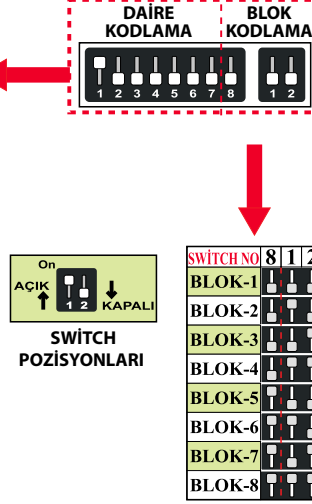 DAİRE KODLAMA
BLOK KODLAMA
1 2 3 4 5 6 7 8
1 2
On
AÇIK
1 2
KAPALI
SWİTCH
POZİSYONLARI
SWİTCH NO 8 1 2
BLOK-1
BLOK-2
BLOK-3
BLOK-4
BLOK-5
BLOK-6
BLOK-7
BLOK-8